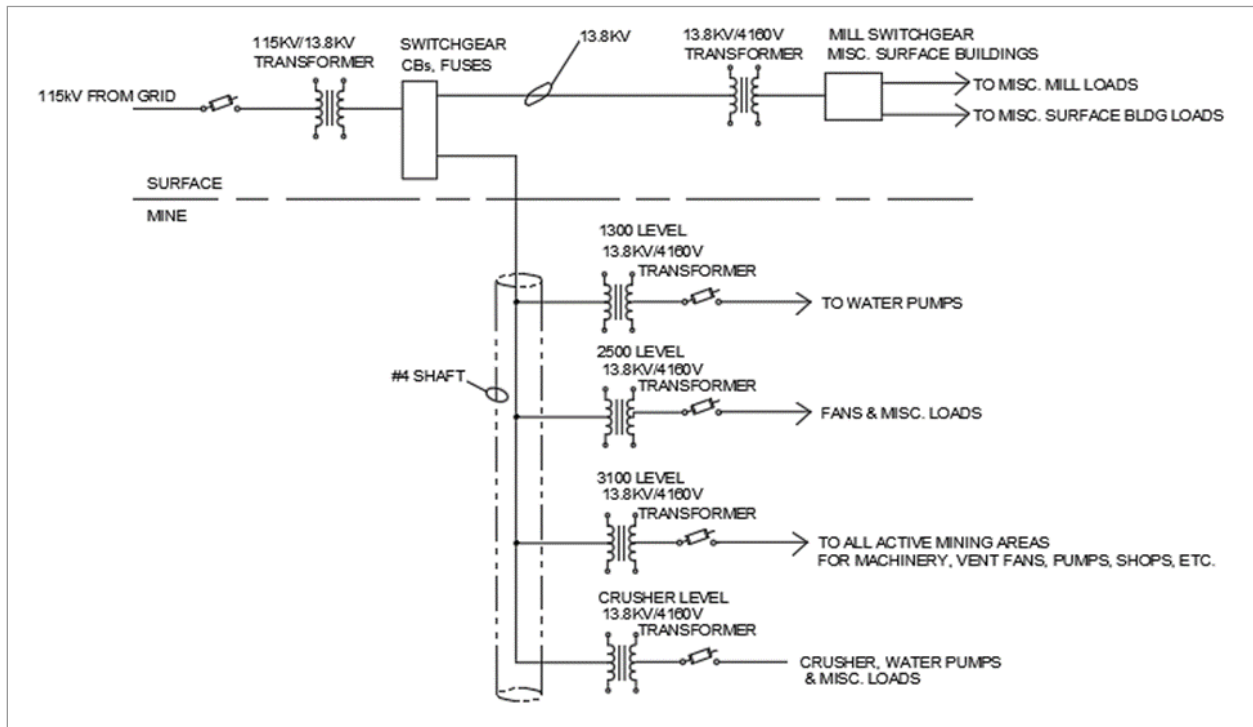 115KV/13.8KV
TRANSFORMER
SWITCHGEAR
CBs, FUSES
13.8KV
13.8KV/4160V
TRANSFORMER
MILL SWITCHGEAR
MISC. SURFACE BUILDINGS
115kV FROM GRID
TO MISC. MILL LOADS
TO MISC. SURFACE BLDG LOADS
SURFACE
MINE
1300 LEVEL
13.8KV/4160V
TRANSFORMER
TO WATER PUMPS
#4 SHAFT
2500 LEVEL
13.8KV/4160V
TRANSFORMER
FANS & MISC. LOADS
3100 LEVEL
13.8KV/4160V
TRANSFORMER
TO ALL ACTIVE MINING AREAS
FOR MACHINERY, VENT FANS, PUMPS, SHOPS, ETC.
CRUSHER LEVEL
13.8KV/4160V
TRANSFORMER
CRUSHER, WATER PUMPS
& MISC. LOADS